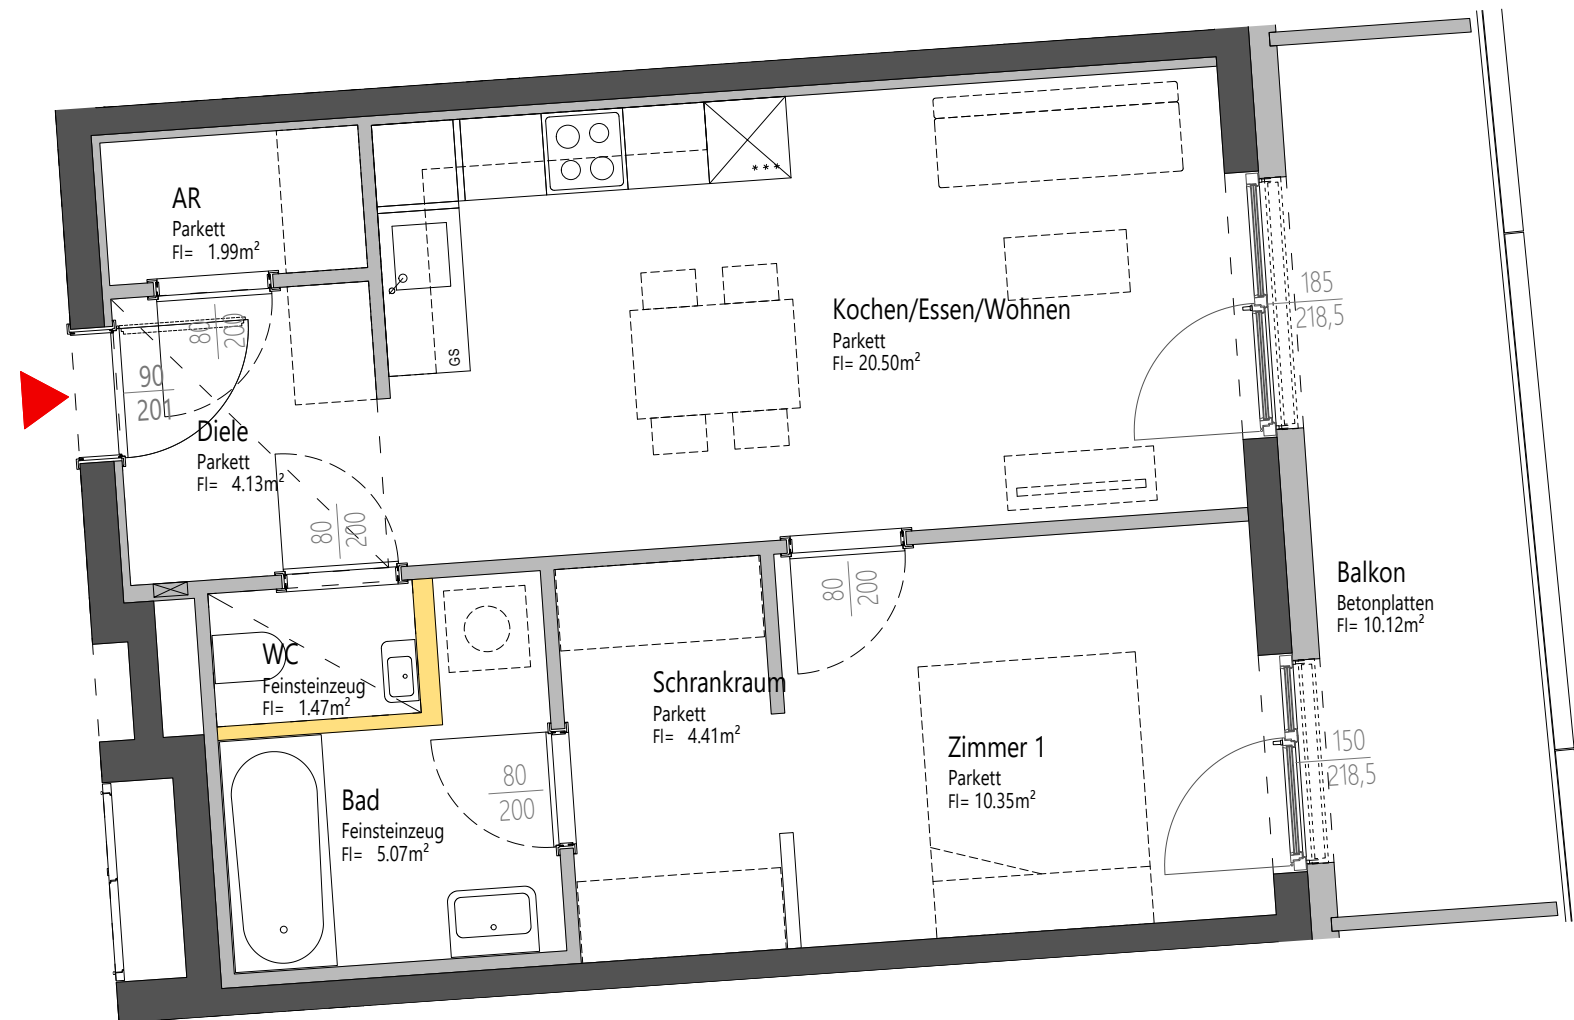 AR
Parkett
Fl= 1.99m²
80
200
90
201
Diele
Parkett
Fl= 4.13m²
80
200
GS
***
Kochen/Essen/Wohnen
Parkett
Fl= 20.50m²
185
218,5
WC
Feinsteinzeug
Fl= 1.47m²
Bad
Feinsteinzeug
Fl= 5.07m²
80
200
Schrankraum
Parkett
Fl= 4.41m²
80
200
Zimmer 1
Parkett
Fl= 10.35m²
150
218,5
Balkon
Betonplatten
Fl= 10.12m²